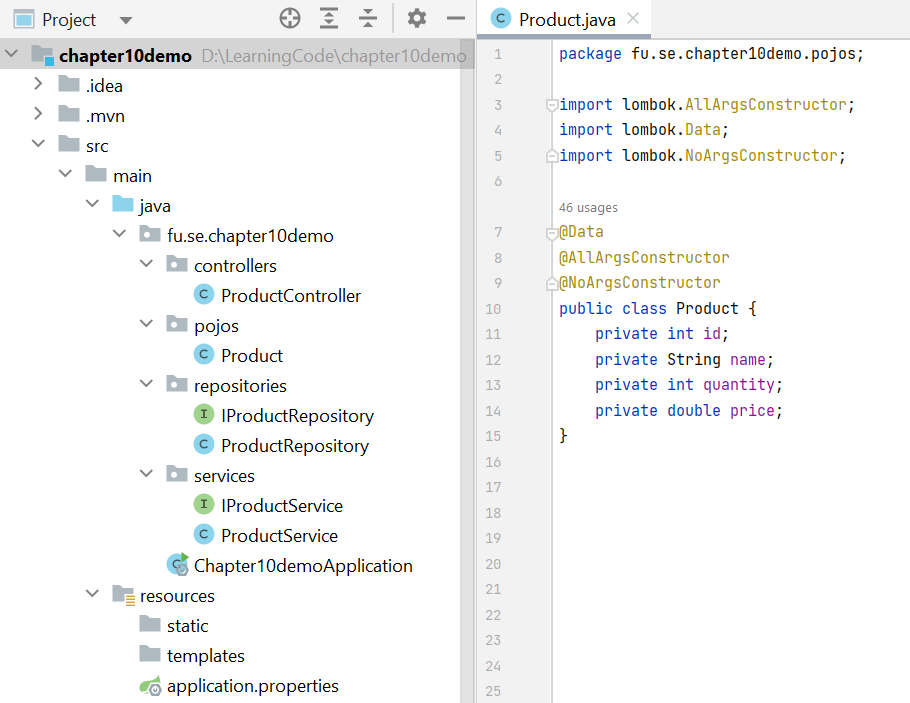 Project
chapter10demo D:\LearningCode\chapter10demo
.idea
.mvn
src
main
java
fu.se.chapter10demo
controllers
C ProductController
pojos
C Product
repositories
I IProductRepository
C ProductRepository
services
I IProductService
C ProductService
C Chapter10demoApplication
resources
static
templates
application.properties
C Product.java
1 package fu.se.chapter10demo.pojos;
2
3 import lombok.AllArgsConstructor;
4 import lombok.Data;
5 import lombok.NoArgsConstructor;
6
46 usages
7 @Data
8 @AllArgsConstructor
9 @NoArgsConstructor
10 public class Product {
11 private int id;
12 private String name;
13 private int quantity;
14 private double price;
15 }
16
17
18
19
20
21
22
23
24
25